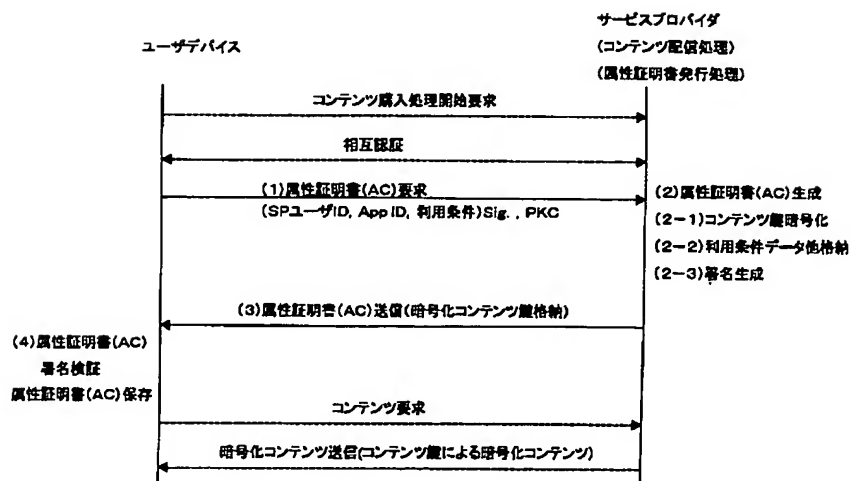 ユーザデバイス
サービスプロバイダ
(コンテンツ配信処理)
(属性証明書発行処理)
コンテンツ購入処理開始要求
相互認証
(1)属性証明書(AC)要求
(SPユーザID, App ID, 利用条件)Sig. , PKC
(2)属性証明書(AC)生成
(2-1)コンテンツ鍵暗号化
(2-2)利用条件データ他格納
(2-3)署名生成
(3)属性証明書(AC)送信(暗号化コンテンツ鍵格納)
(4)属性証明書(AC)
署名検証
属性証明書(AC)保存
コンテンツ要求
暗号化コンテンツ送信(コンテンツ鍵による暗号化コンテンツ)